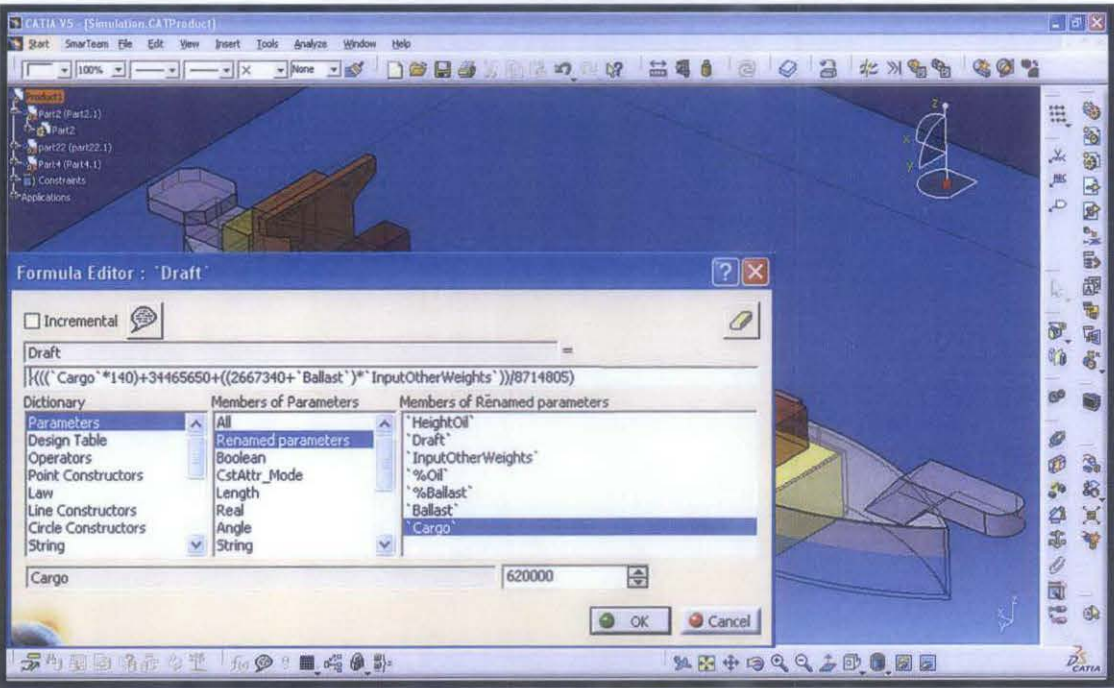 CATIA V5 - [Simulation.CATProduct]
Start SmarTeam File Edit View Insert Tools Analyze Window Help
100% None
Product1
Part2 (Part2.1)
Part2
part22 (part22.1)
Part4 (Part4.1)
Constraints
Applications
z
x
y
Formula Editor : `Draft`
Incremental
Draft =
-((((`Cargo`*140)+34465650+((2667340+`Ballast`)*`InputOtherWeights`))/8714805)
Dictionary Members of Parameters Members of Renamed parameters
Parameters All `HeightOil`
Design Table Renamed parameters `Draft`
Operators Boolean `InputOtherWeights`
Point Constructors CstAttr_Mode `%Oil`
Law Length `%Ballast`
Line Constructors Real `Ballast`
Circle Constructors Angle `Cargo`
String String
Cargo 620000
OK Cancel
CATIA